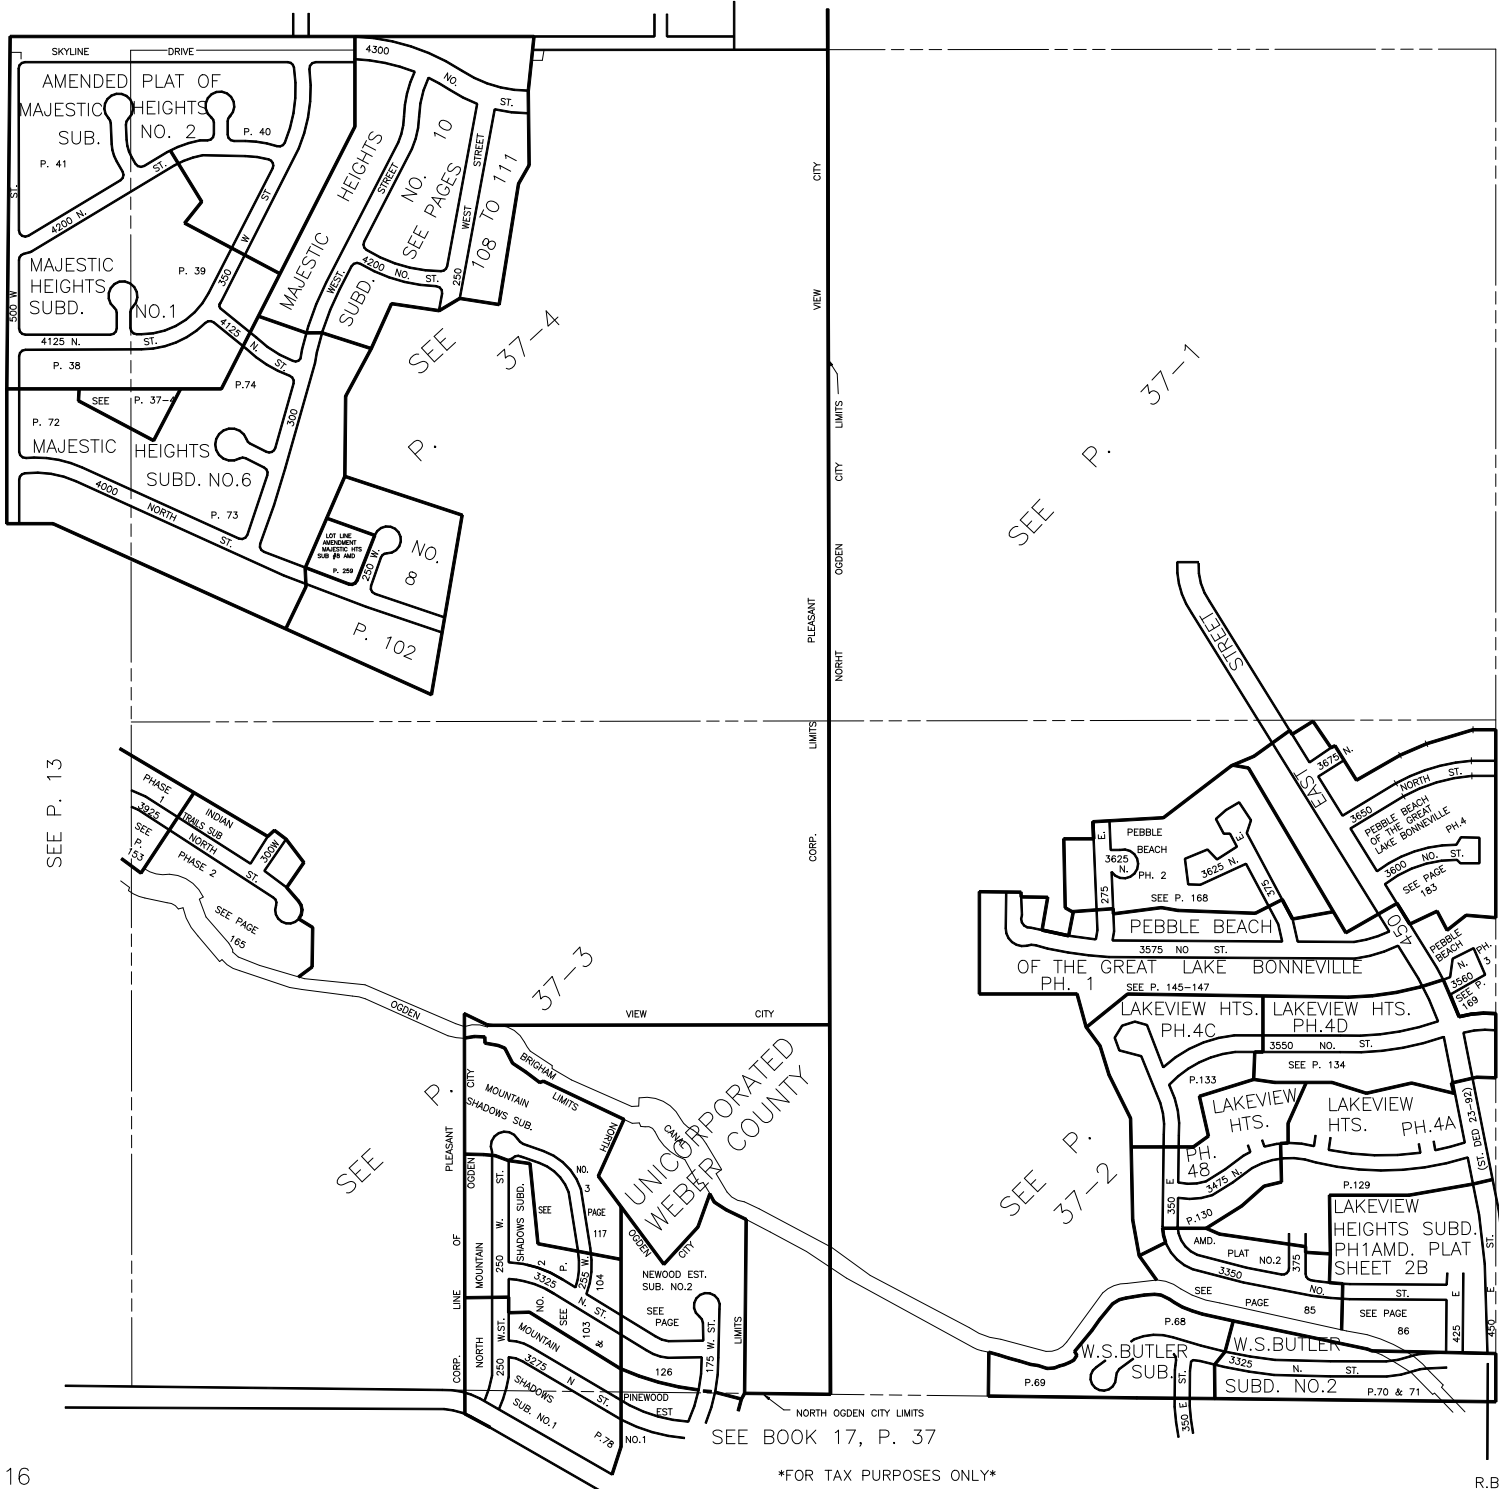 SKYLINE DRIVE
4300 NO. ST.
AMENDED PLAT OF
MAJESTIC HEIGHTS
SUB. NO. 2
P. 40
P. 41
ST.
4200 N. ST.
500 W ST.
MAJESTIC
HEIGHTS
SUBD. NO.1
P. 39
350 W ST
4125 N. ST.
P. 38
4125 N. ST.
MAJESTIC HEIGHTS
SUBD. NO. 10
SEE PAGES
108 TO 111
WEST STREET
250 WEST STREET
4200 NO. ST.
SEE P. 37-4
P.74
SEE P. 37-4
P. 72
MAJESTIC HEIGHTS
SUBD. NO.6
300
4000 NORTH ST.
P. 73
LOT LINE
AMENDMENT
MAJESTIC HTS
SUB #8 AMD
P. 259
250 W.
NO.
8
P. 102
CORP. LIMITS PLEASANT VIEW CITY
NORHT OGDEN CITY LIMITS
SEE P. 37-1
STREET
EAST
450
SEE P. 13
PHASE
1
3925 NORTH ST.
INDIAN
TRAILS SUB
300W
SEE
P.
153
PHASE 2
SEE PAGE
165
SEE P. 37-3
OGDEN BRIGHAM CANAL
VIEW CITY
UNICORPORATED
WEBER COUNTY
CORP. LINE OF PLEASANT
NORTH OGDEN CITY LIMITS
MOUNTAIN
SHADOWS SUB.
NO.
3
SEE PAGE
117
NORTH OGDEN CITY LIMITS
MOUNTAIN
SHADOWS SUBD.
NO. 2
250 W. ST.
SEE P.
103 &
104
255 W.
3325 N. ST.
NEWOOD EST.
SUB. NO.2
SEE
PAGE
126
175 W. ST.
250 W.ST.
MOUNTAIN
3275 N ST.
SHADOWS
SUB. NO.1
P.78
PINEWOOD
EST
NO.1
NORTH OGDEN CITY LIMITS
SEE BOOK 17, P. 37
3675 N.
3650 NORTH ST.
PEBBLE BEACH
OF THE GREAT
LAKE BONNEVILLE
PH.4
3600 NO. ST.
SEE PAGE
183
PEBBLE
BEACH
PH. 2
3625
N.
275 E.
3625 N.
375 E.
SEE P. 168
PEBBLE BEACH
3575 NO ST.
OF THE GREAT LAKE BONNEVILLE
PH. 1
SEE P. 145-147
PEBBLE
BEACH
PH.
3
3560 N.
SEE P.
169
LAKEVIEW HTS.
PH.4C
LAKEVIEW HTS.
PH.4D
3550 NO. ST.
SEE P. 134
P.133
LAKEVIEW
HTS.
PH.
48
LAKEVIEW
HTS. PH.4A
(ST. DED 23-92)
3475 N.
P.129
350 E
P.130
SEE P. 37-2
LAKEVIEW
HEIGHTS SUBD.
PH1AMD. PLAT
SHEET 2B
AMD.
PLAT NO.2
375
3350 NO. ST.
SEE PAGE 85
SEE PAGE
86
425 E
450 E ST.
P.68
W.S.BUTLER
SUB.
P.69
350 E ST.
W.S.BUTLER
3325 N. ST.
SUBD. NO.2
P.70 & 71
16
*FOR TAX PURPOSES ONLY*
R.B